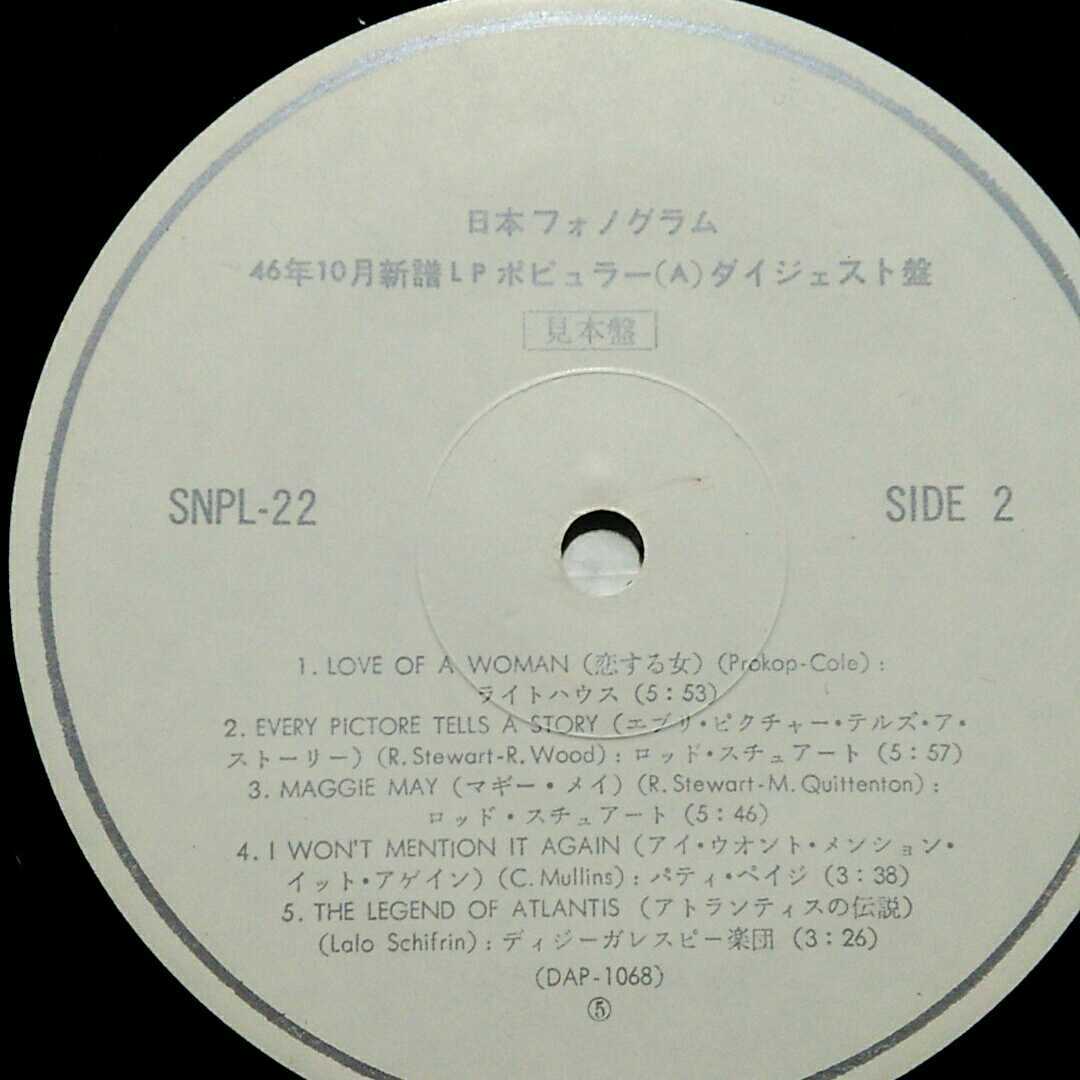 日本フォノグラム
46年10月新譜LPポピュラー(A)ダイジェスト盤
見本盤
SNPL-22
SIDE 2
1. LOVE OF A WOMAN (恋する女) (Prokop-Cole) :
ライトハウス (5:53)
2. EVERY PICTORE TELLS A STORY (エブリ・ピクチャー・テルズ・ア・
ストーリー) (R. Stewart-R. Wood) : ロッド・スチュアート (5:57)
3. MAGGIE MAY (マギー・メイ) (R. Stewart-M. Quittenton) :
ロッド・スチュアート (5:46)
4. I WON'T MENTION IT AGAIN (アイ・ウオント・メンション・
イット・アゲイン) (C. Mullins) : パティ・ペイジ (3:38)
5. THE LEGEND OF ATLANTIS (アトランティスの伝説)
(Lalo Schifrin) : ディジーガレスピー楽団 (3:26)
(DAP-1068)
⑤